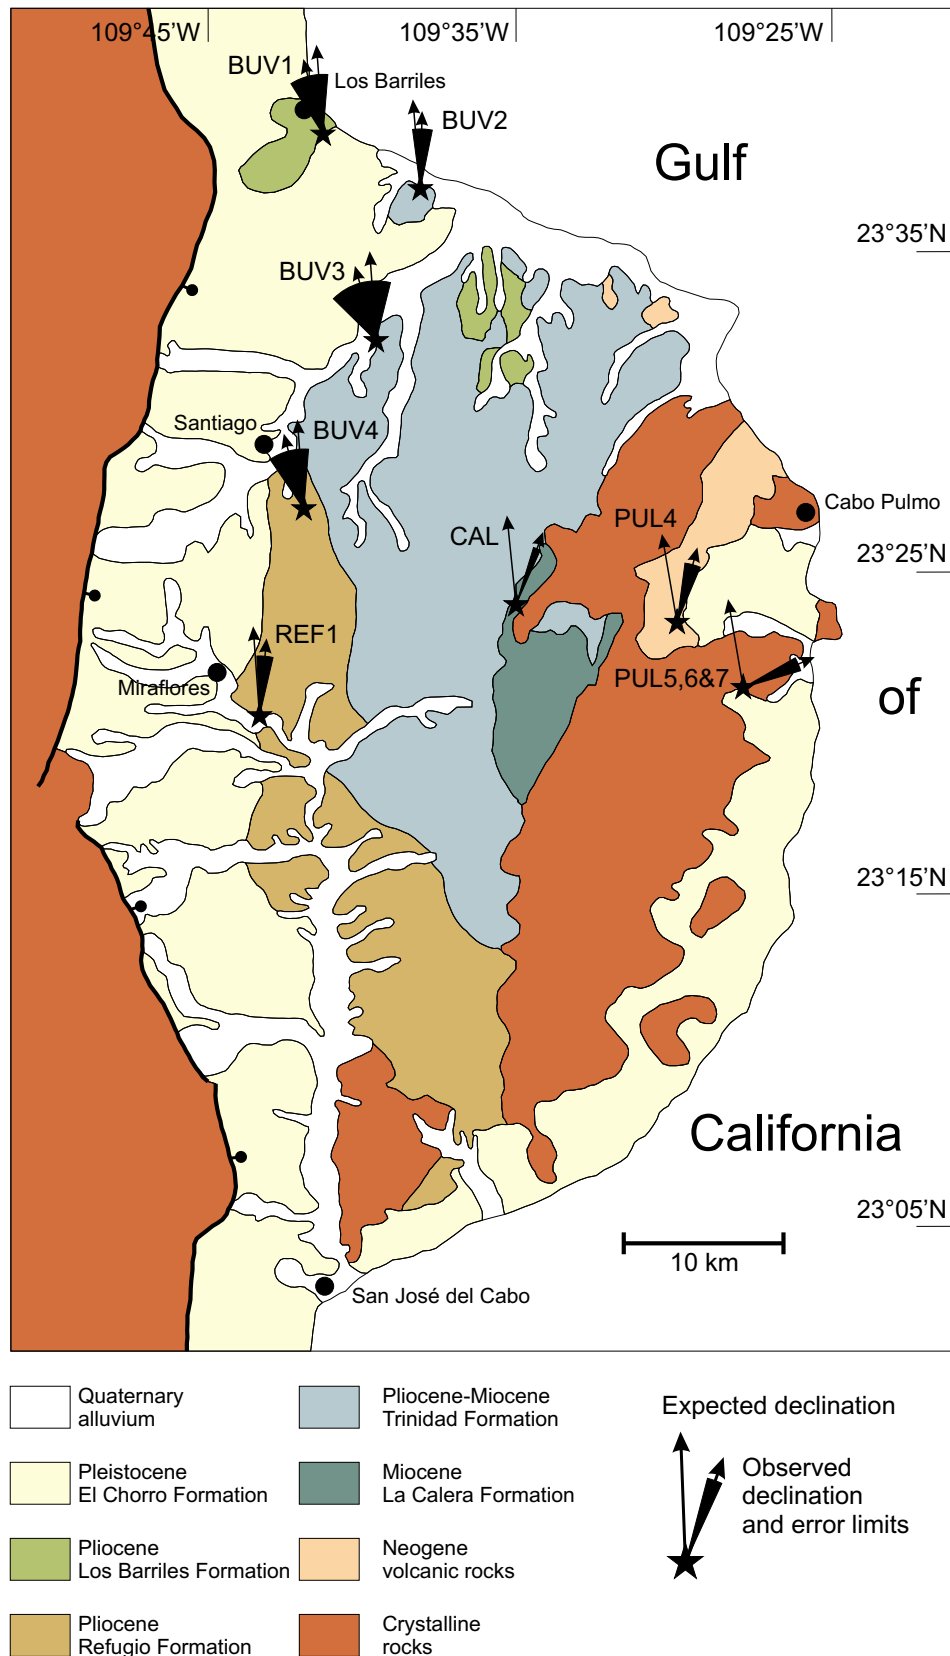 109°45'W
109°35'W
109°25'W
BUV1
Los Barriles
BUV2
Gulf
23°35'N
BUV3
Santiago
BUV4
Cabo Pulmo
CAL
PUL4
23°25'N
REF1
Miraflores
PUL5,6&7
of
23°15'N
California
23°05'N
10 km
San José del Cabo
Quaternary
alluvium
Pleistocene
El Chorro Formation
Pliocene
Los Barriles Formation
Pliocene
Refugio Formation
Pliocene-Miocene
Trinidad Formation
Miocene
La Calera Formation
Neogene
volcanic rocks
Crystalline
rocks
Expected declination
Observed
declination
and error limits